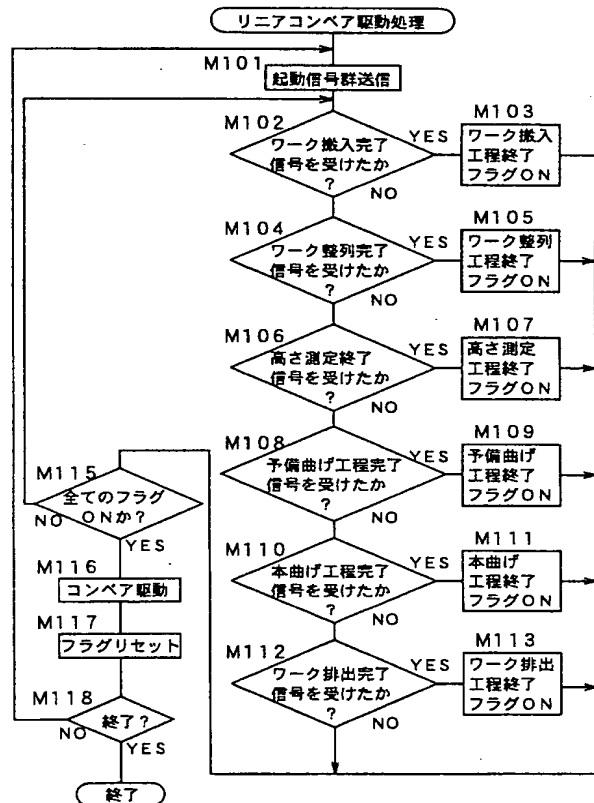 リニアコンベア駆動処理
M101
起動信号群送信
M102
ワーク搬入完了
信号を受けたか
?
YES
NO
M103
ワーク搬入
工程終了
フラグON
M104
ワーク整列完了
信号を受けたか
?
YES
NO
M105
ワーク整列
工程終了
フラグON
M106
高さ測定終了
信号を受けたか
?
YES
NO
M107
高さ測定
工程終了
フラグON
M108
予備曲げ工程完了
信号を受けたか
?
YES
NO
M109
予備曲げ
工程終了
フラグON
M110
本曲げ工程完了
信号を受けたか
?
YES
NO
M111
本曲げ
工程終了
フラグON
M112
ワーク排出完了
信号を受けたか
?
YES
NO
M113
ワーク排出
工程終了
フラグON
M115
全てのフラグ
ONか?
NO
YES
M116
コンベア駆動
M117
フラグリセット
M118
終了?
NO
YES
終了